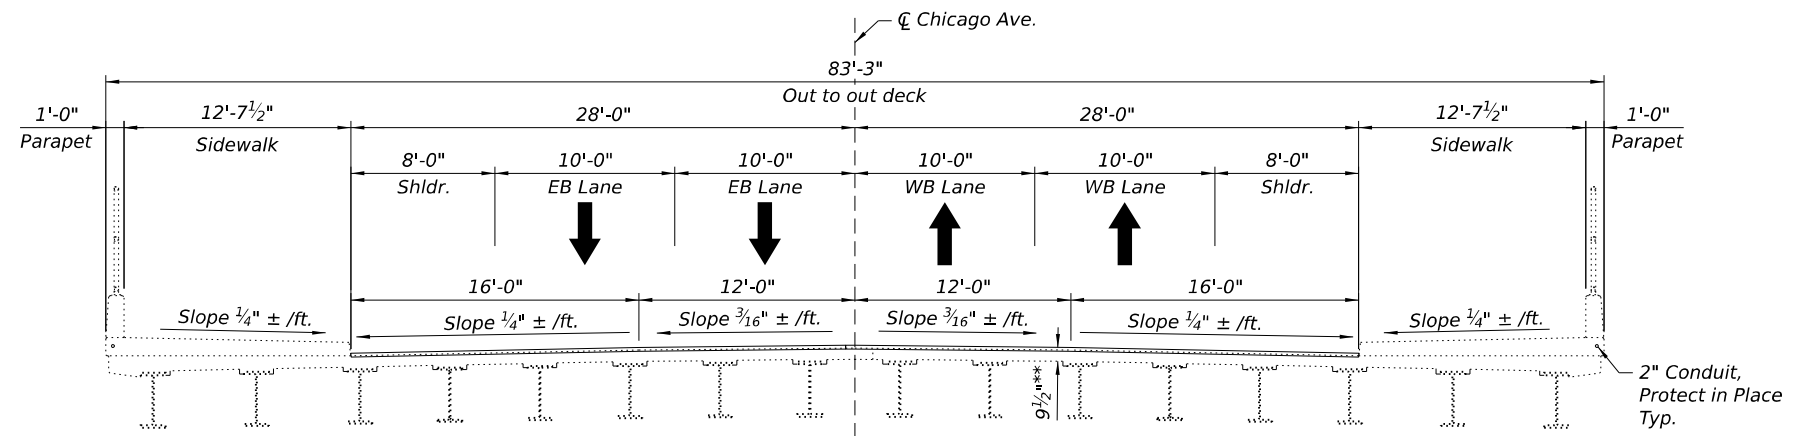 ℄ Chicago Ave.
83'-3"
Out to out deck
1'-0"
Parapet
12'-7½"
Sidewalk
28'-0"
28'-0"
12'-7½"
Sidewalk
1'-0"
Parapet
8'-0"
Shldr.
10'-0"
EB Lane
10'-0"
EB Lane
10'-0"
WB Lane
10'-0"
WB Lane
8'-0"
Shldr.
16'-0"
12'-0"
12'-0"
16'-0"
Slope ¼" ± /ft.
Slope ¼" ± /ft.
Slope 3/16" ± /ft.
Slope 3/16" ± /ft.
Slope ¼" ± /ft.
Slope ¼" ± /ft.
9½"**
2" Conduit,
Protect in Place
Typ.